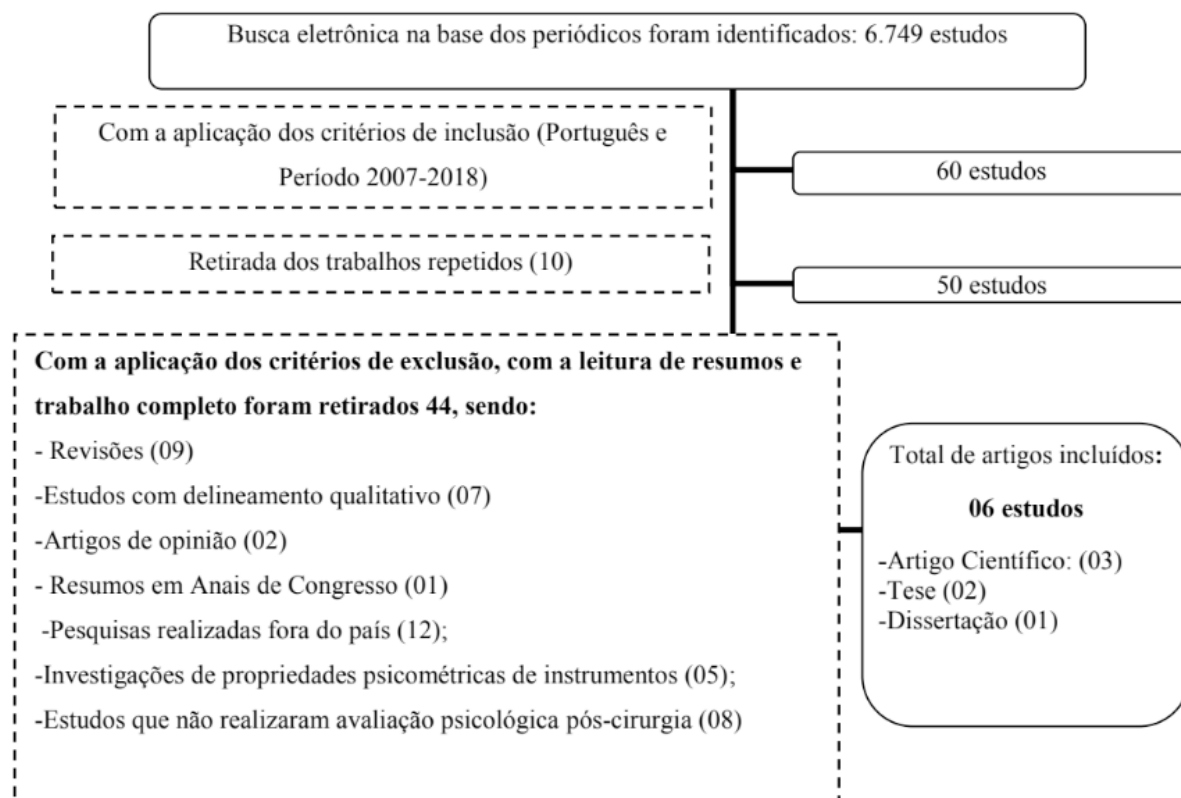 Busca eletrônica na base dos periódicos foram identificados: 6.749 estudos
Com a aplicação dos critérios de inclusão (Português e
Período 2007-2018)
60 estudos
Retirada dos trabalhos repetidos (10)
50 estudos
Com a aplicação dos critérios de exclusão, com a leitura de resumos e
trabalho completo foram retirados 44, sendo:
- Revisões (09)
-Estudos com delineamento qualitativo (07)
-Artigos de opinião (02)
- Resumos em Anais de Congresso (01)
-Pesquisas realizadas fora do país (12);
-Investigações de propriedades psicométricas de instrumentos (05);
-Estudos que não realizaram avaliação psicológica pós-cirurgia (08)
Total de artigos incluídos:
06 estudos
-Artigo Científico: (03)
-Tese (02)
-Dissertação (01)